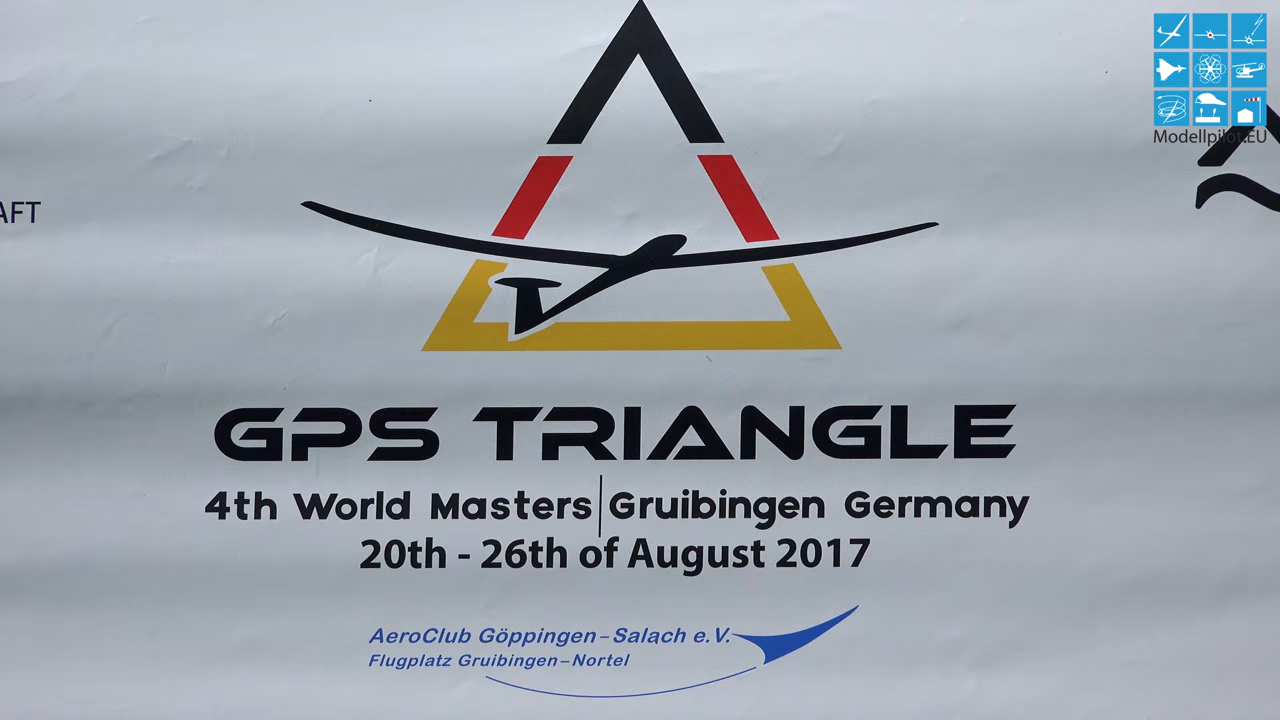 Modellpilot.EU
AFT
GPS TRIANGLE
4th World Masters|Gruibingen Germany
20th - 26th of August 2017
AeroClub Göppingen–Salach e.V.
Flugplatz Gruibingen–Nortel